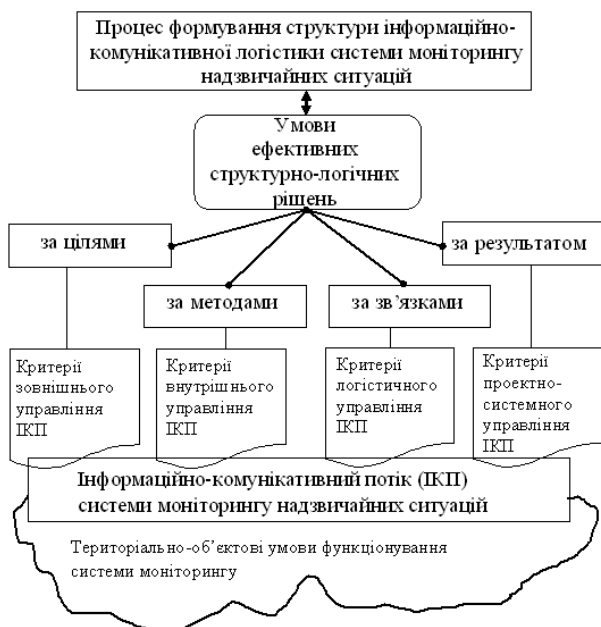 Процес формування структури інформаційно-
комунікативної логістики системи моніторингу
надзвичайних ситуацій
Умови
ефективних
структурно-логічних
рішень
за цілями
за результатом
за методами
за зв’язками
Критерії
зовнішнього
управління
ІКП
Критерії
внутрішнього
управління
ІКП
Критерії
логістичного
управління
ІКП
Критерії
проектно-
системного
управління
ІКП
Інформаційно-комунікативний потік (ІКП)
системи моніторингу надзвичайних ситуацій
Територіально-об’єктові умови функціонування
системи моніторингу